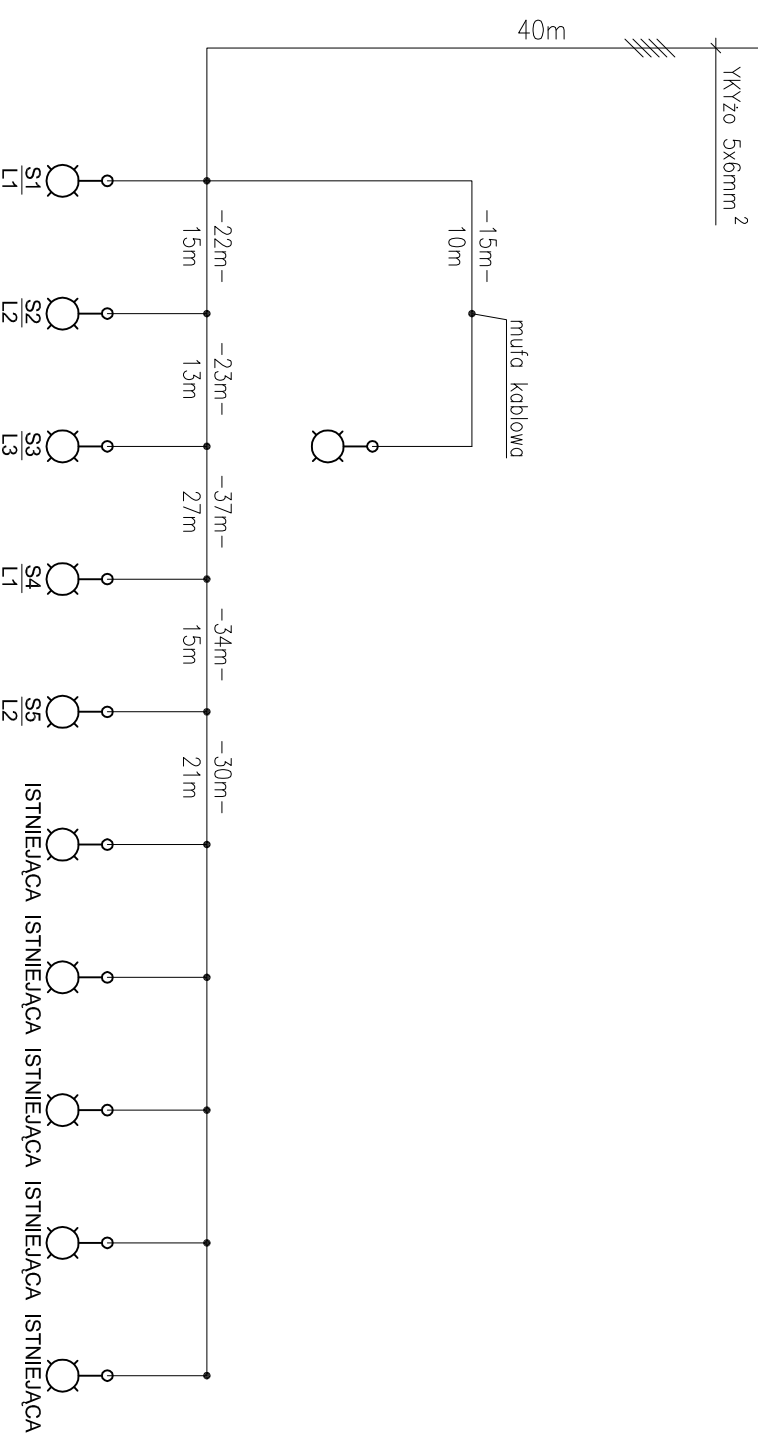 40m
YKYżo 5x6mm²
-15m-
10m
mufa kablowa
-22m-
15m
-23m-
13m
-37m-
27m
-34m-
15m
-30m-
21m
S1
L1
S2
L2
S3
L3
S4
L1
S5
L2
ISTNIEJĄCA
ISTNIEJĄCA
ISTNIEJĄCA
ISTNIEJĄCA
ISTNIEJĄCA